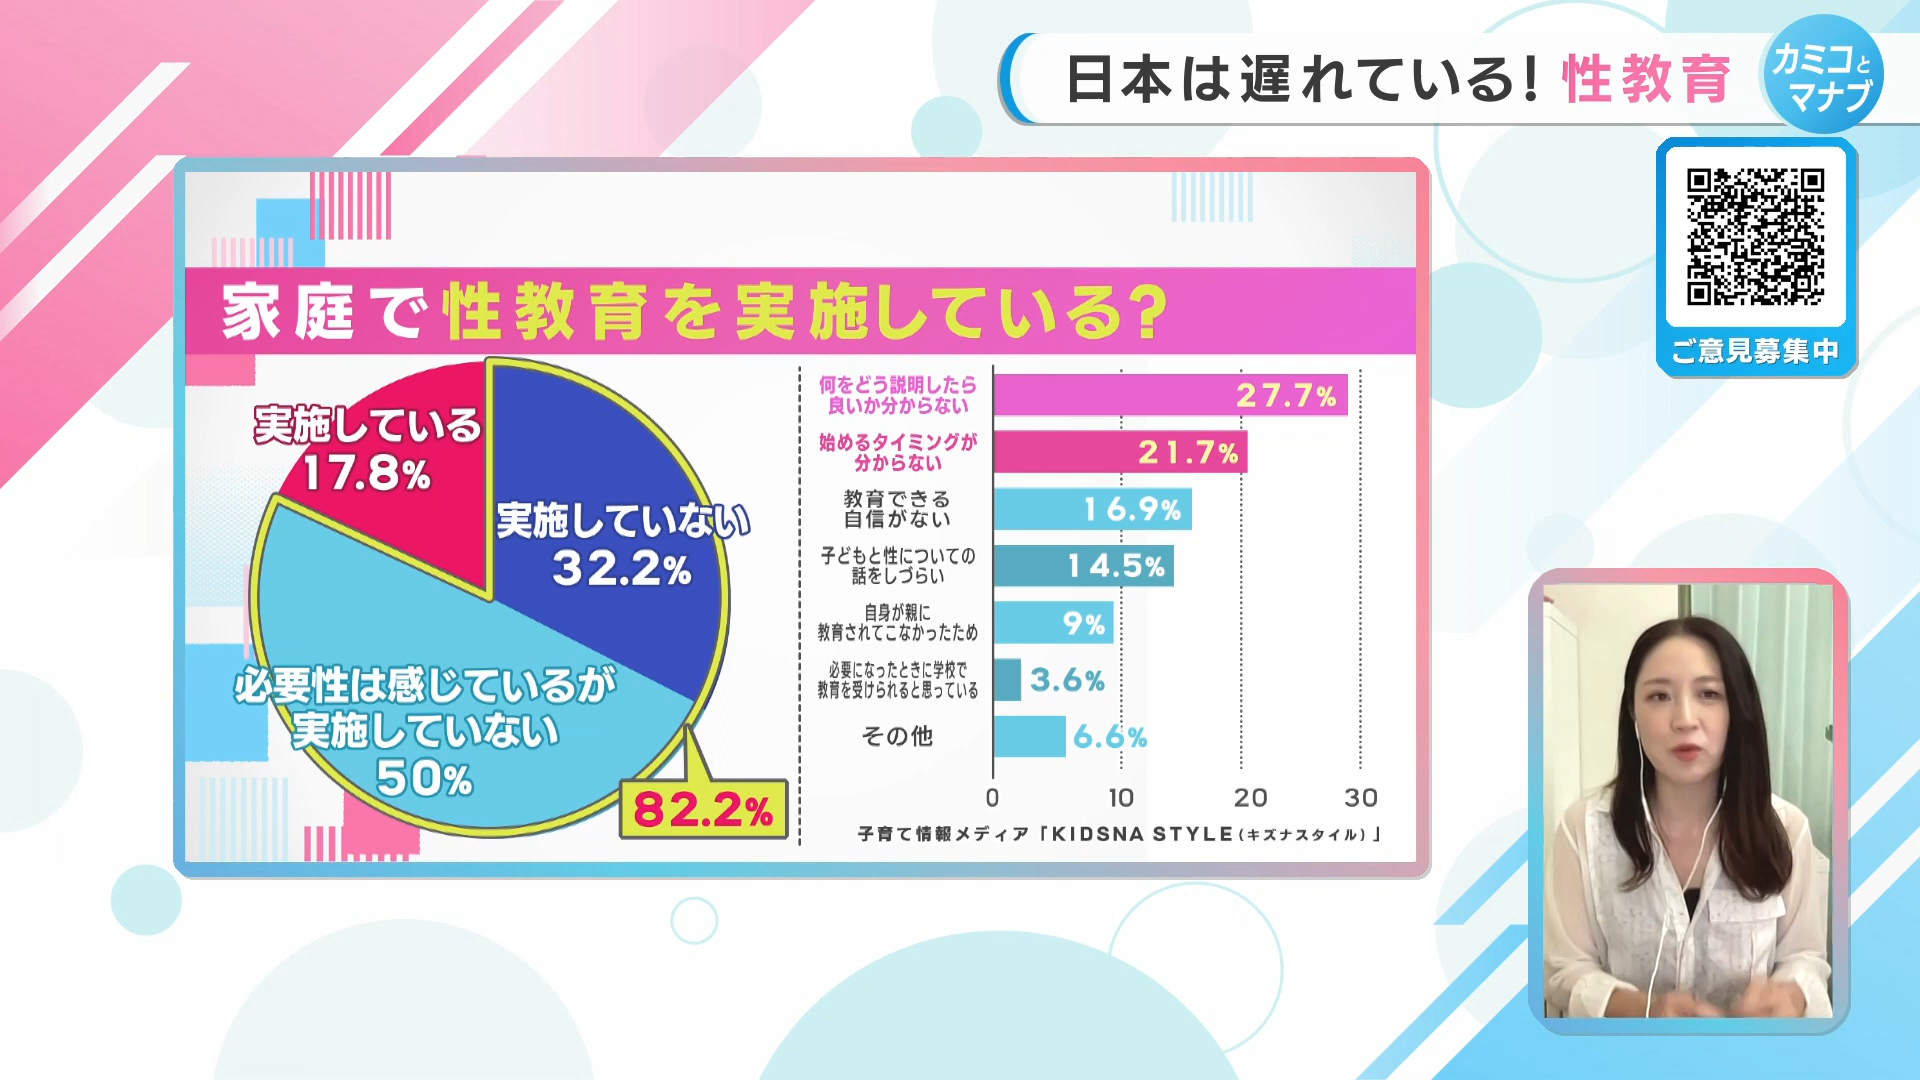 日本は遅れている！性教育
カミコと
マナブ
ご意見募集中
家庭で性教育を実施している？
実施している
17.8%
実施していない
32.2%
必要性は感じているが
実施していない
50%
82.2%
何をどう説明したら
良いか分からない
27.7%
始めるタイミングが
分からない
21.7%
教育できる
自信がない
16.9%
子どもと性についての
話をしづらい
14.5%
自身が親に
教育されてこなかったため
9%
必要になったときに学校で
教育を受けられると思っている
3.6%
その他
6.6%
0 10 20 30
子育て情報メディア「KIDSNA STYLE（キズナスタイル）」